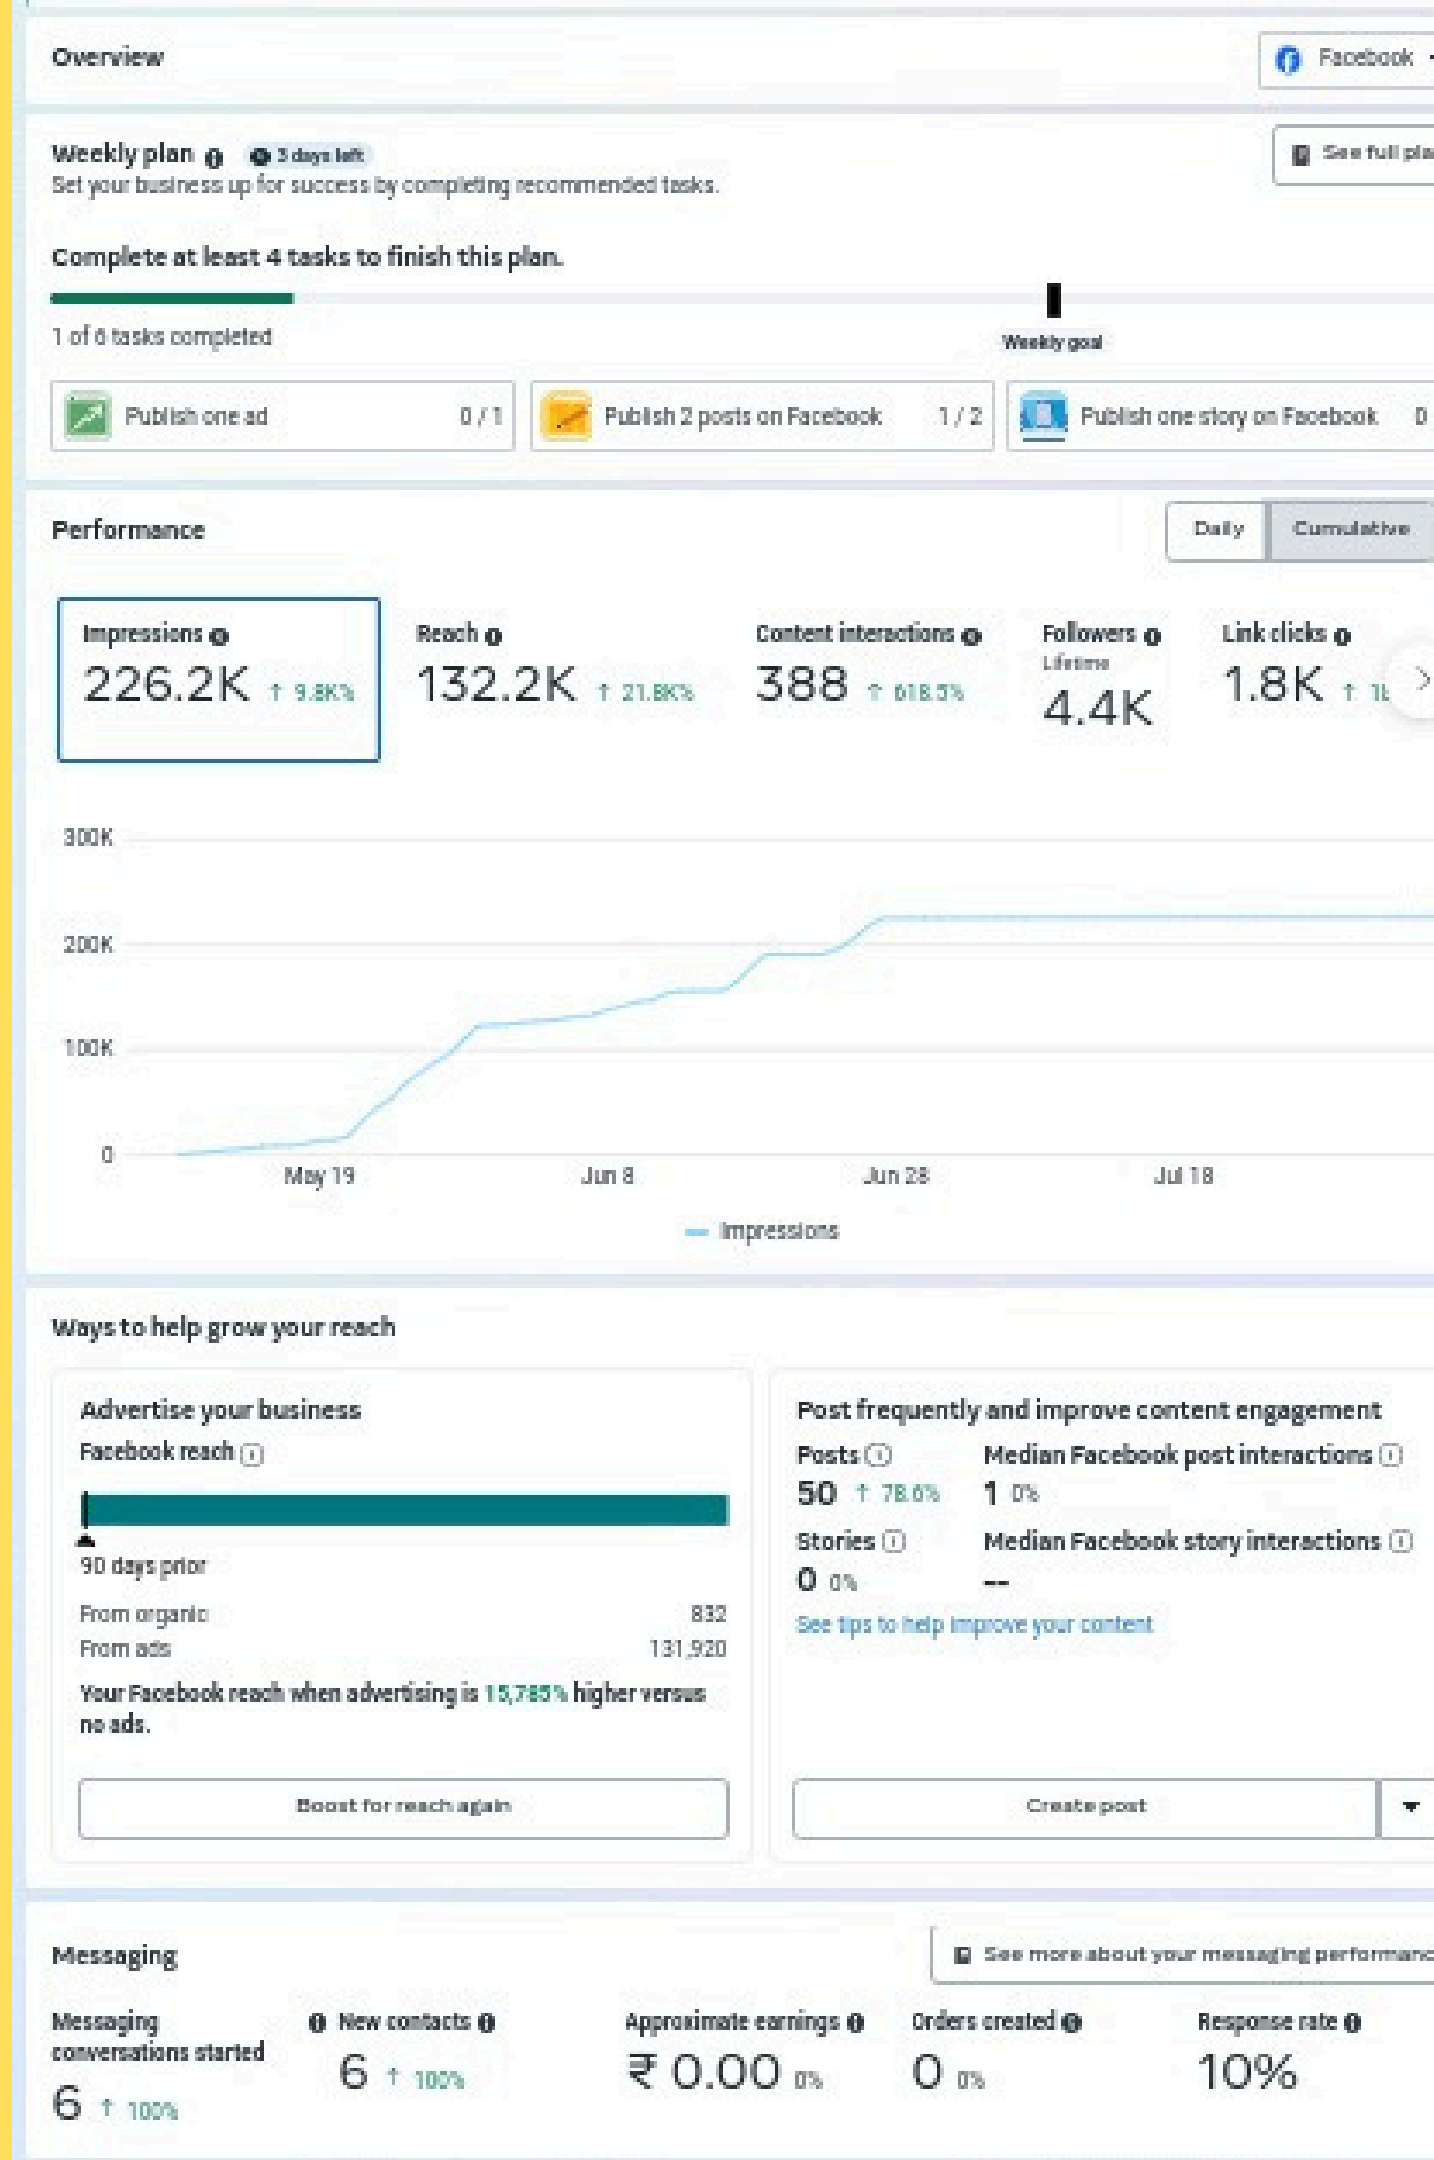 Overview
Facebook
Weekly plan 3 days left
See full pla
Set your business up for success by completing recommended tasks.
Complete at least 4 tasks to finish this plan.
1 of 6 tasks completed
Weekly goal
Publish one ad 0 / 1
Publish 2 posts on Facebook 1 / 2
Publish one story on Facebook 0
Performance
Daily Cumulative
Impressions Reach Content interactions Followers Link clicks
Lifetime
226.2K ↑ 9.8K% 132.2K ↑ 21.8K% 388 ↑ 618.5% 4.4K 1.8K ↑
300K
200K
100K
0
May 19 Jun 8 Jun 28 Jul 18
Impressions
Ways to help grow your reach
Advertise your business
Facebook reach
90 days prior
From organic 832
From ads 131,920
Your Facebook reach when advertising is 15,785% higher versus
no ads.
Boost for reach again
Post frequently and improve content engagement
Posts Median Facebook post interactions
50 ↑ 78.6% 1 0%
Stories Median Facebook story interactions
0 0% --
See tips to help improve your content
Create post
Messaging
See more about your messaging performanc
Messaging
conversations started
6 ↑ 100%
New contacts
6 ↑ 100%
Approximate earnings
₹ 0.00 0%
Orders created
0 0%
Response rate
10%